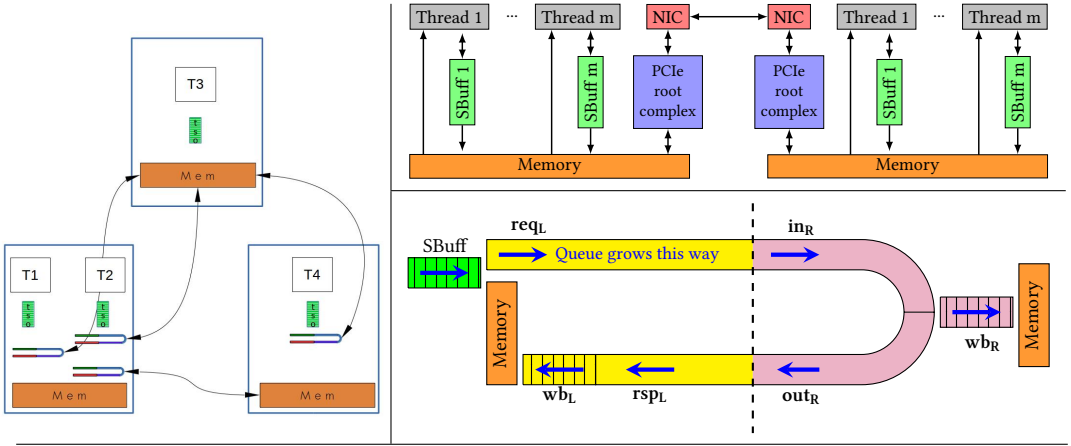 T3
t
s
o
Mem
T1
T2
t
s
o
t
s
o
Mem
T4
t
s
o
Mem
Thread 1 ... Thread m NIC NIC Thread 1 ... Thread m
SBuff 1
SBuff m
PCIe
root
complex
PCIe
root
complex
SBuff 1
SBuff m
Memory
Memory
req_L
in_R
SBuff
Queue grows this way
Memory
Memory
wb_R
wb_L
rsp_L
out_R